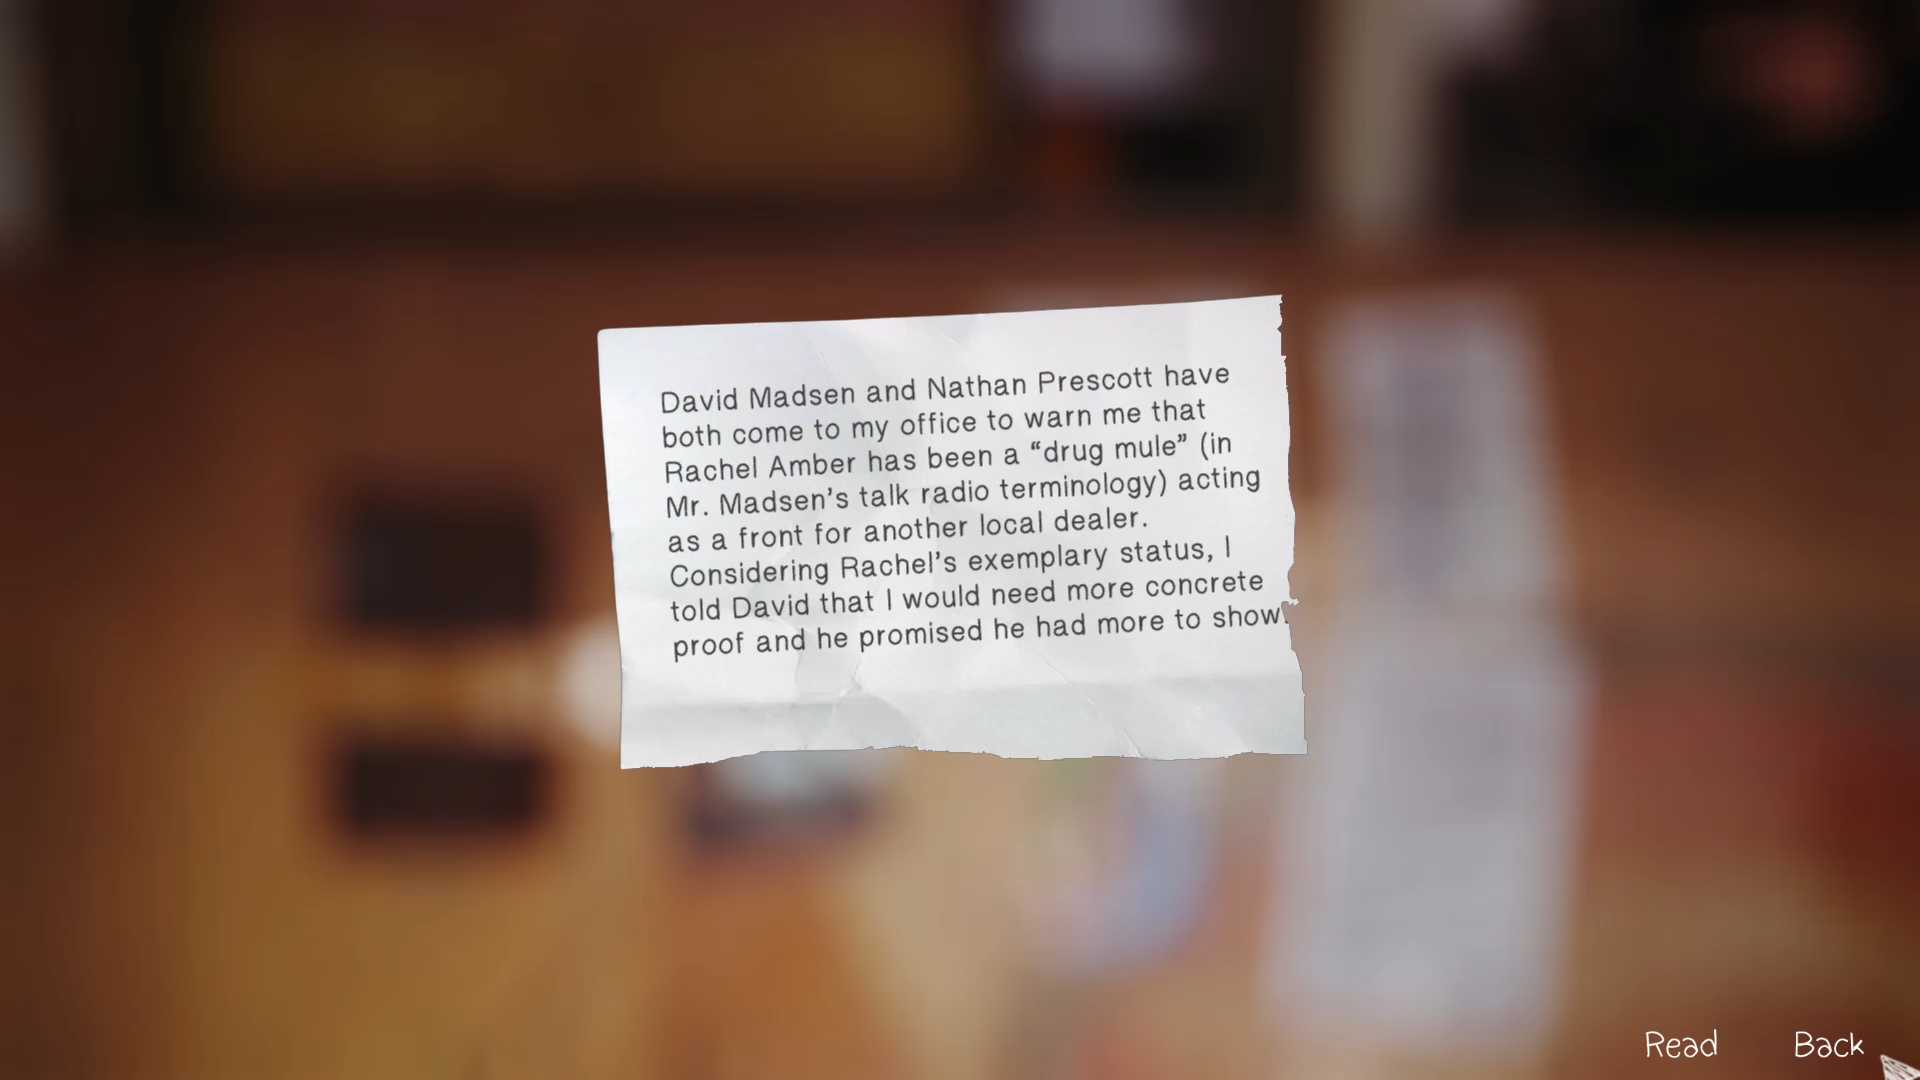 David Madsen and Nathan Prescott have
both come to my office to warn me that
Rachel Amber has been a “drug mule” (in
Mr. Madsen’s talk radio terminology) acting
as a front for another local dealer.
Considering Rachel’s exemplary status, I
told David that I would need more concrete
proof and he promised he had more to show.
Read
Back